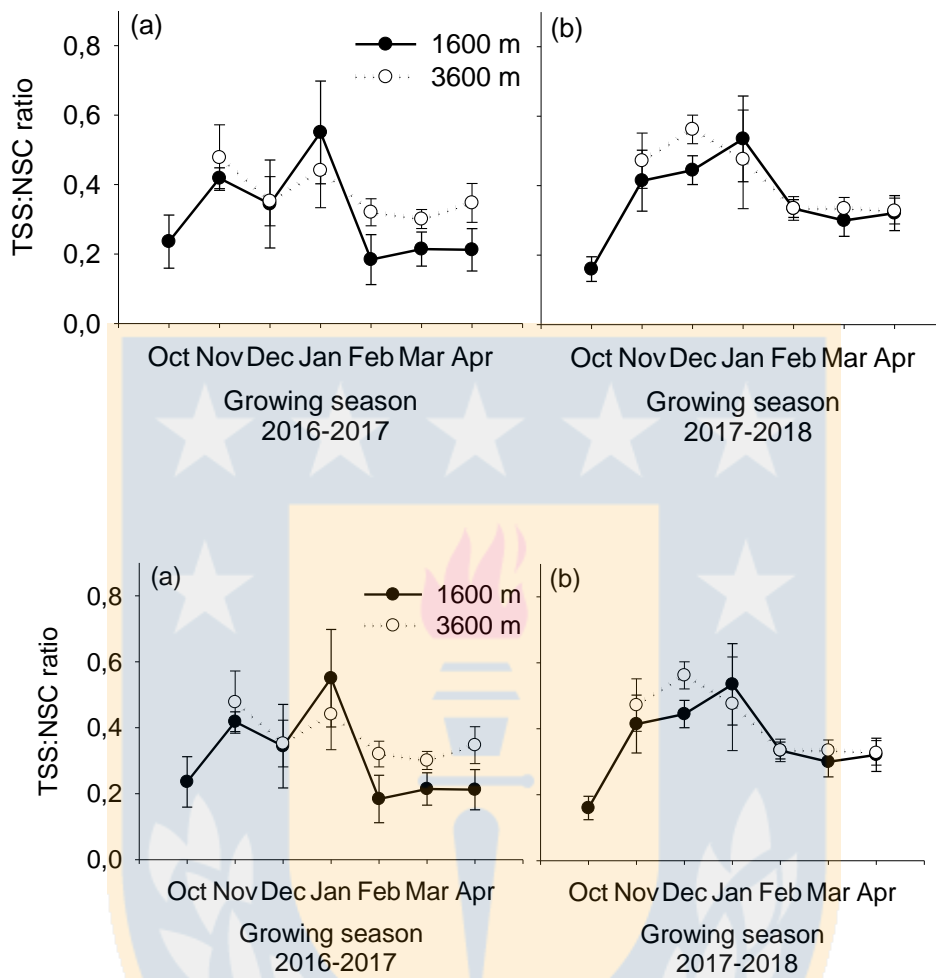 (a)
(b)
1600 m
3600 m
TSS:NSC ratio
0,8
0,6
0,4
0,2
0,0
Oct Nov Dec Jan Feb Mar Apr
Oct Nov Dec Jan Feb Mar Apr
Growing season
2016-2017
Growing season
2017-2018
(a)
(b)
1600 m
3600 m
TSS:NSC ratio
0,8
0,6
0,4
0,2
0,0
Oct Nov Dec Jan Feb Mar Apr
Oct Nov Dec Jan Feb Mar Apr
Growing season
2016-2017
Growing season
2017-2018